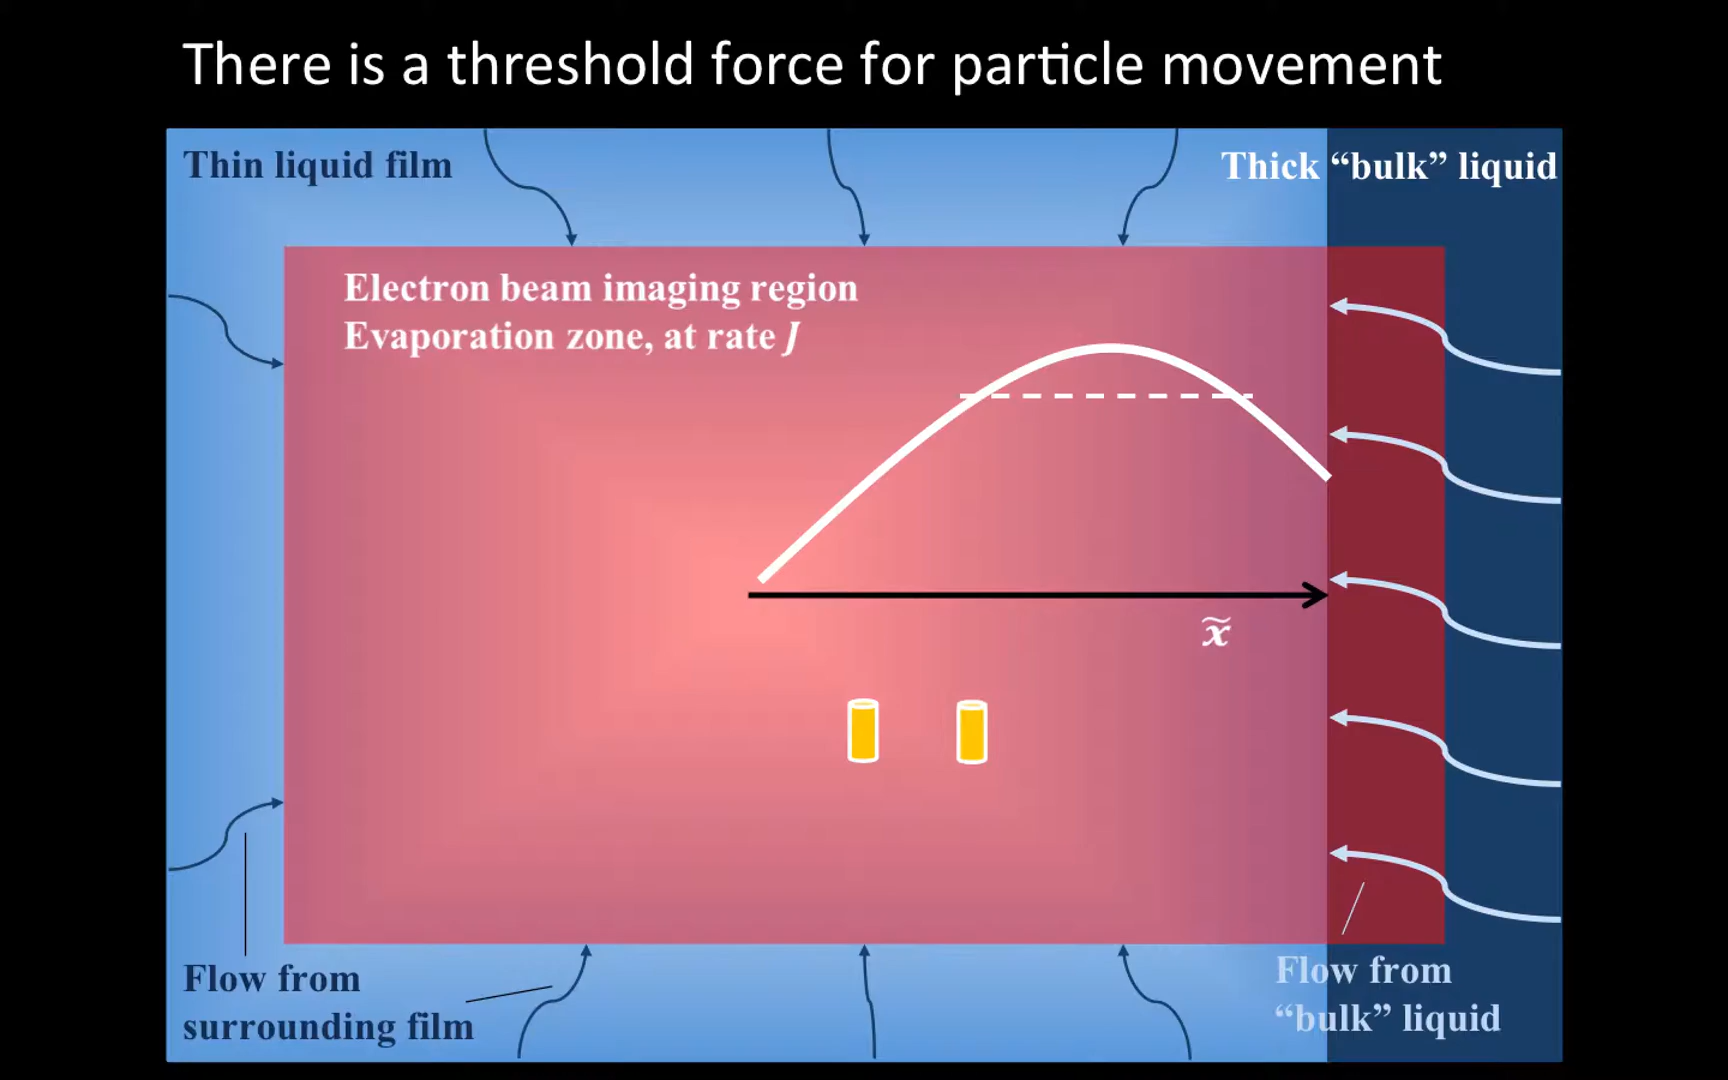 There is a threshold force for particle movement
Thin liquid film
Thick “bulk” liquid
Electron beam imaging region
Evaporation zone, at rate J
x̃
Flow from
surrounding film
Flow from
“bulk” liquid